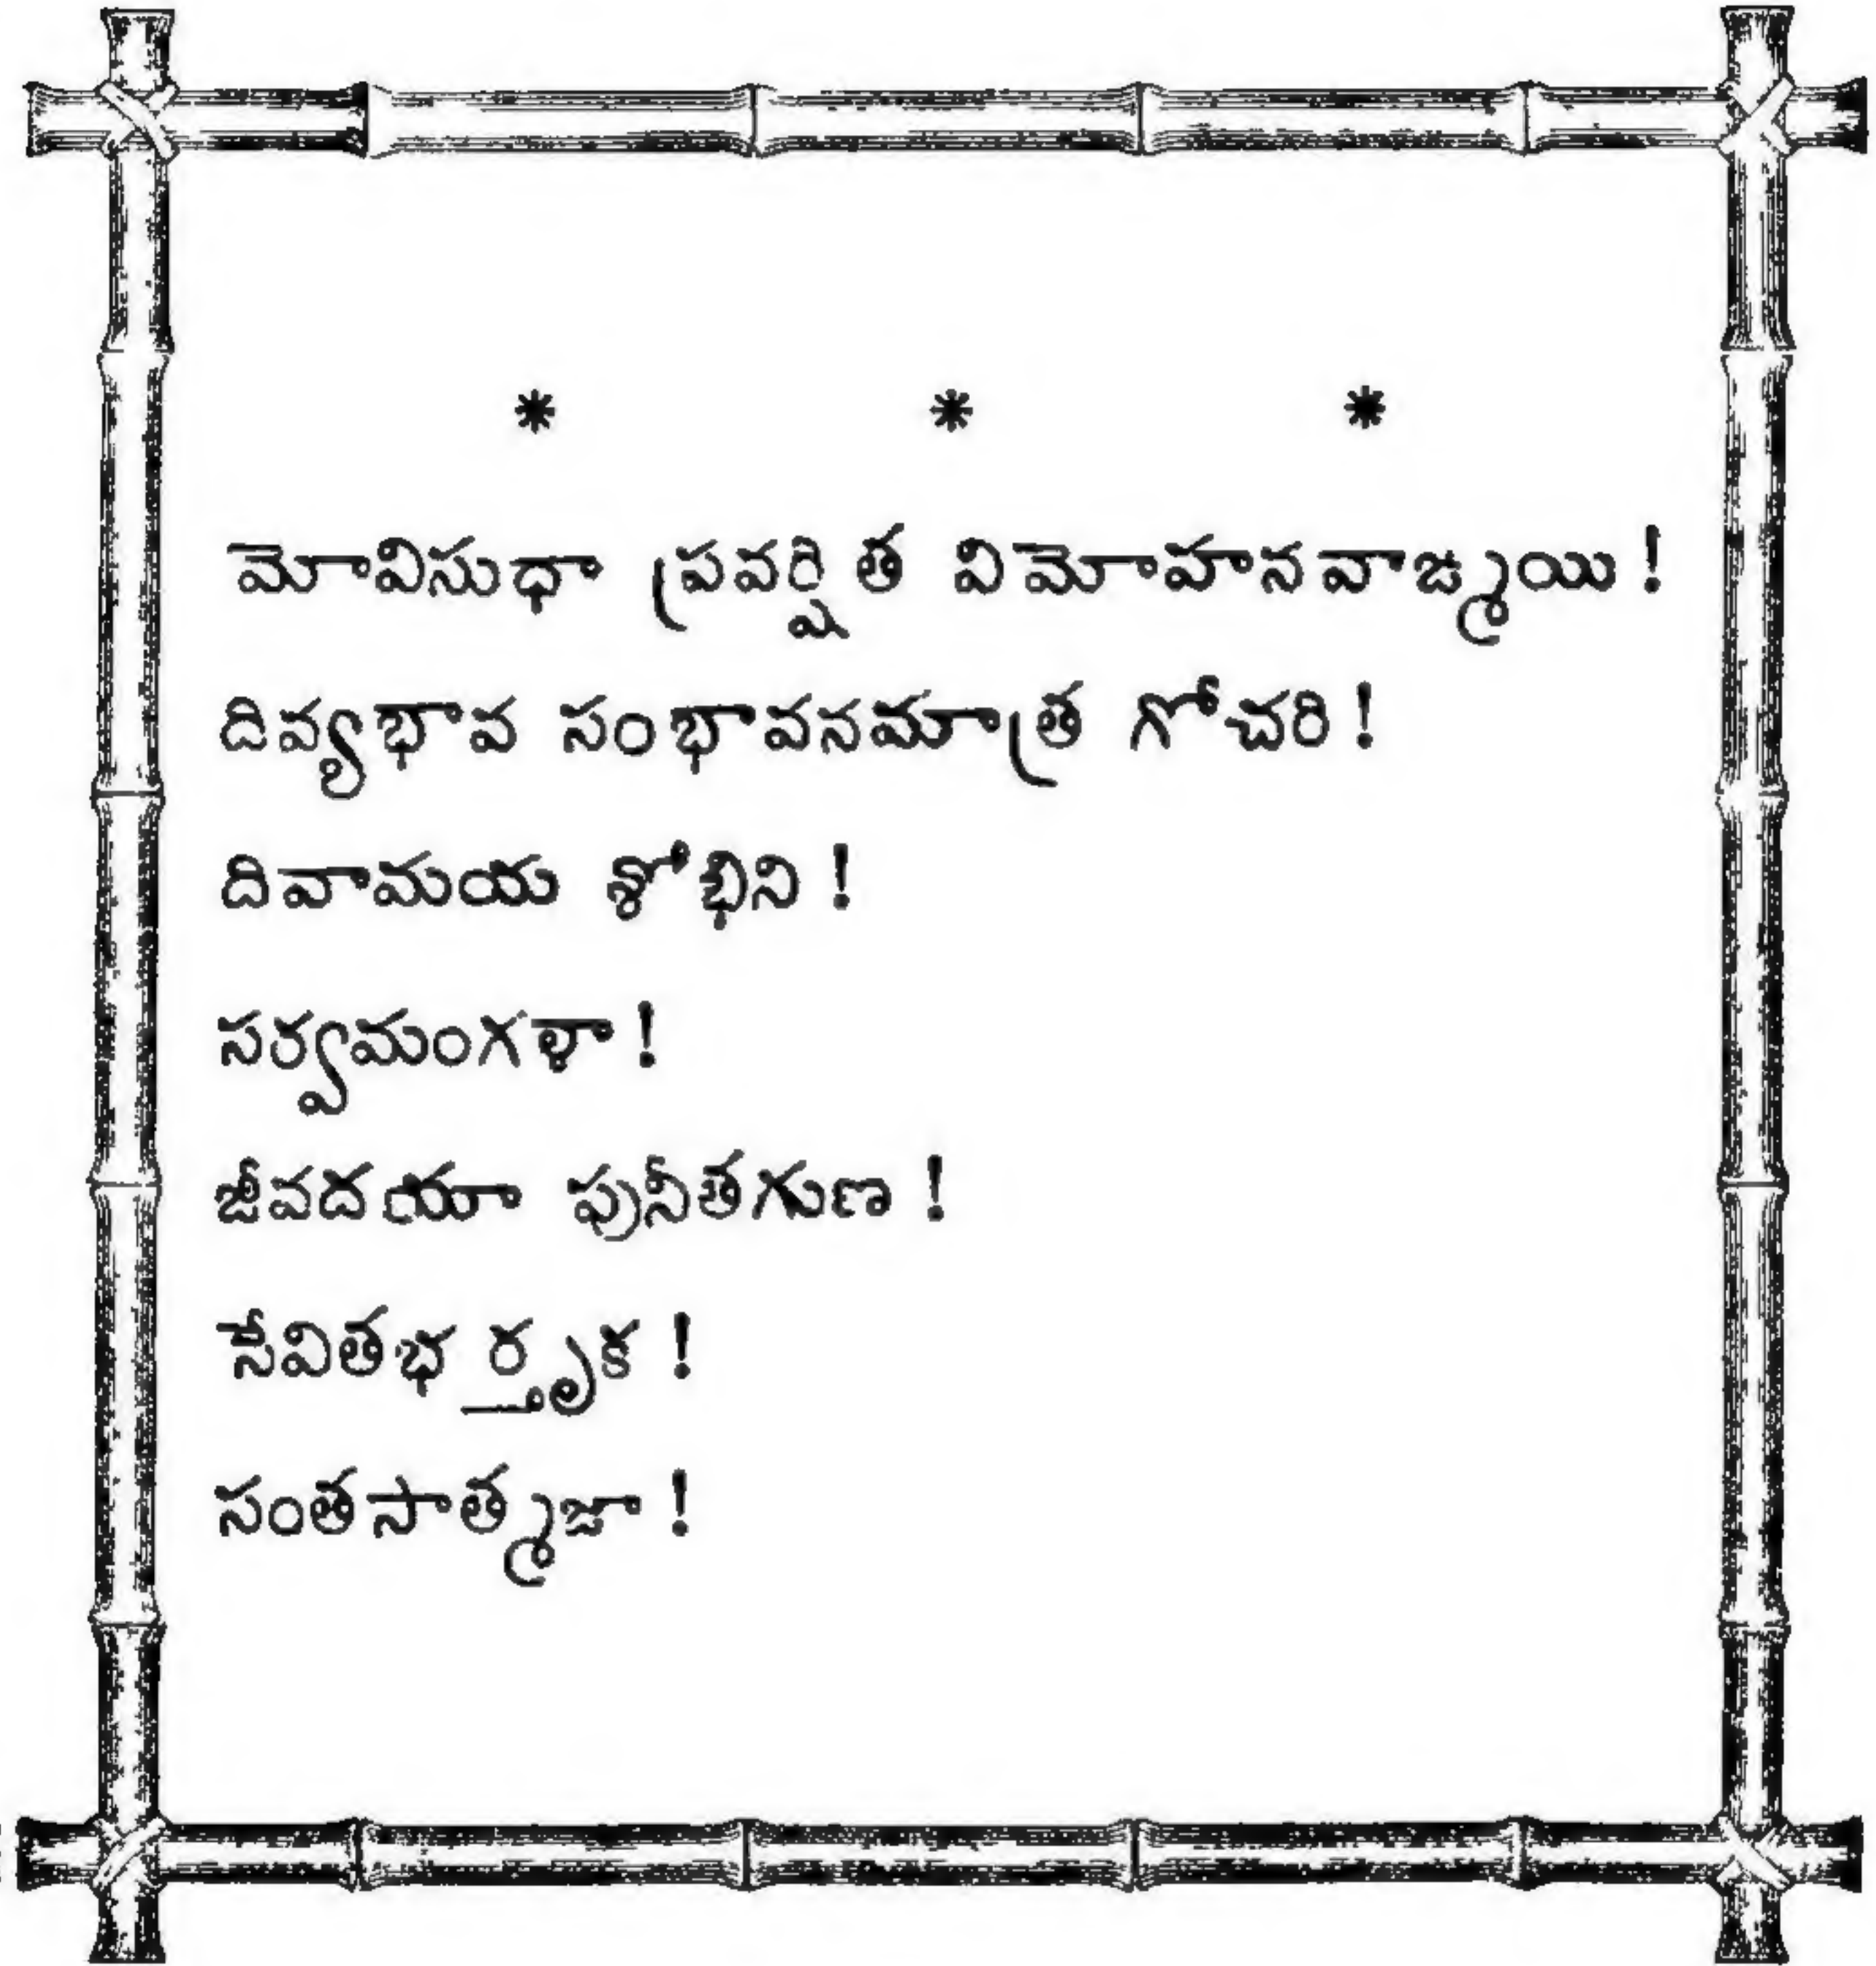 * * *
మోవిసుధా ప్రవర్షిత విమోహనవాఙ్మయి !
దివ్యభావ సంభావనమాత్ర గోచరి !
దివామయ శోభిని !
సర్వమంగళా !
జీవదయా పునీతగుణ !
సేవితభర్తృక !
సంతసాత్మజా !